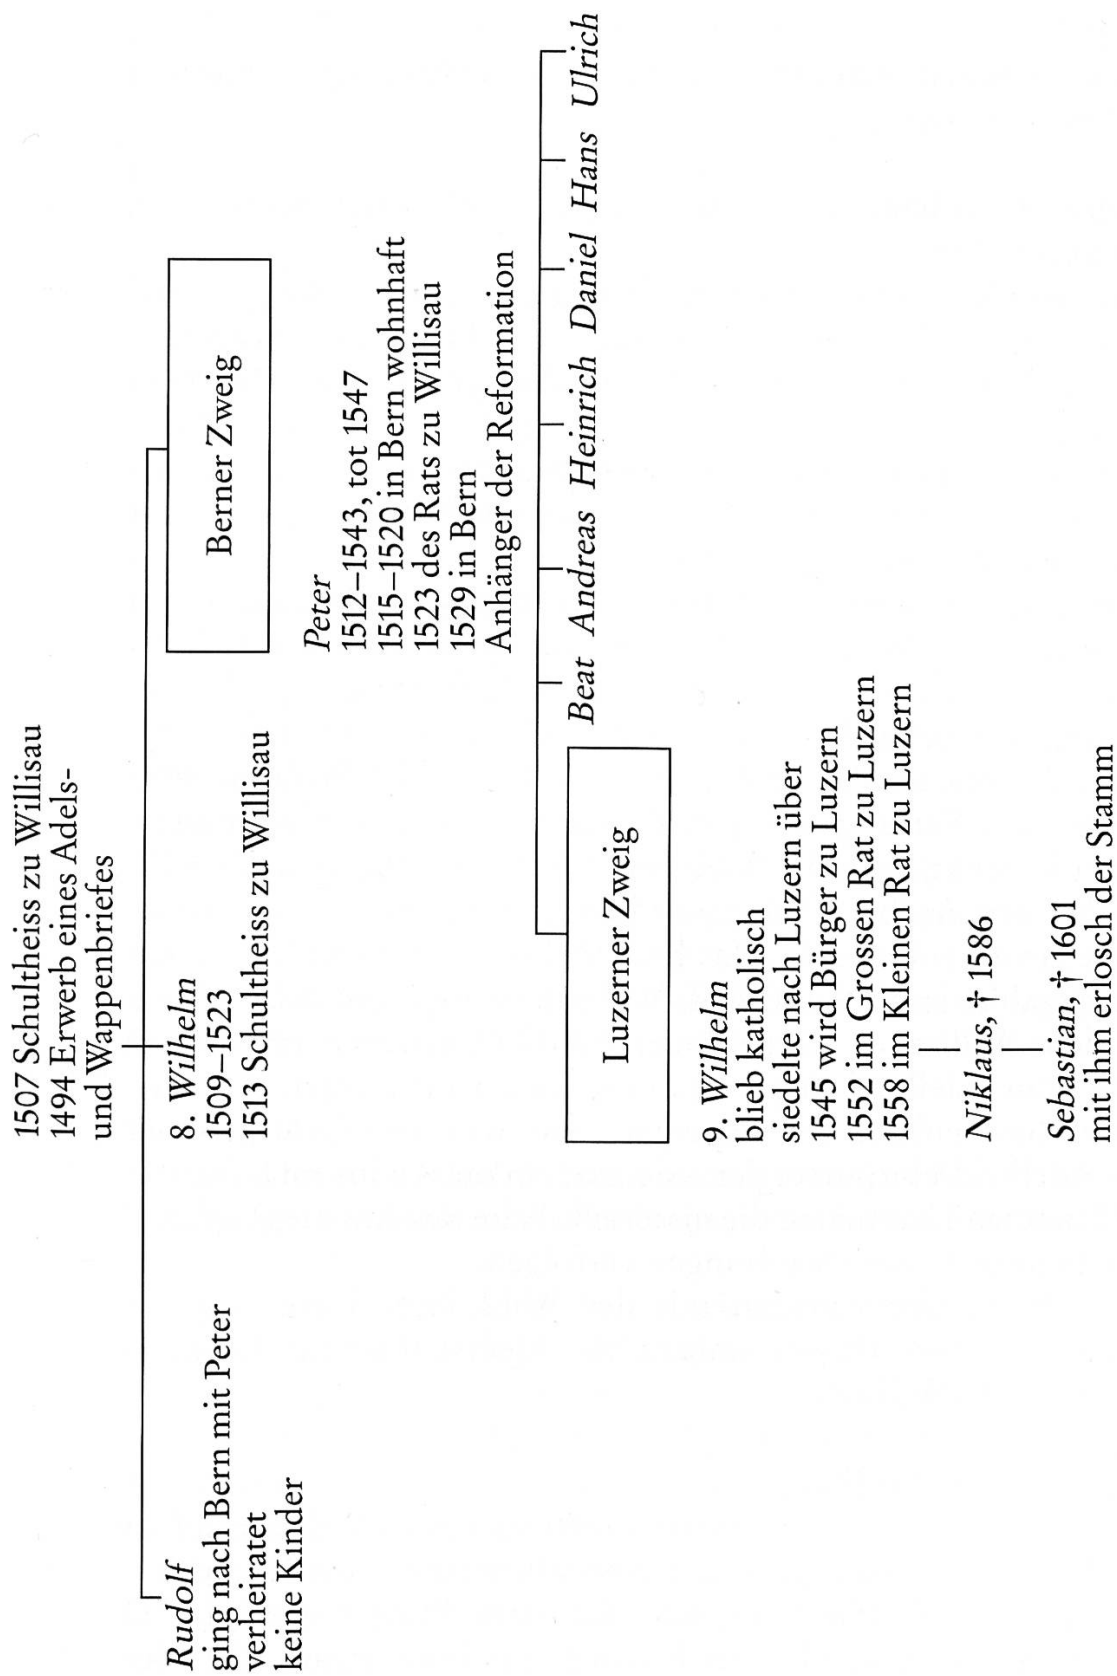 1507 Schultheiss zu Willisau
1494 Erwerb eines Adels-
und Wappenbriefes
Rudolf
ging nach Bern mit Peter
verheiratet
keine Kinder
8. Wilhelm
1509–1523
1513 Schultheiss zu Willisau
Berner Zweig
Peter
1512–1543, tot 1547
1515–1520 in Bern wohnhaft
1523 des Rats zu Willisau
1529 in Bern
Anhänger der Reformation
Luzerner Zweig
Beat Andreas Heinrich Daniel Hans Ulrich
9. Wilhelm
blieb katholisch
siedelte nach Luzern über
1545 wird Bürger zu Luzern
1552 im Grossen Rat zu Luzern
1558 im Kleinen Rat zu Luzern
Niklaus, † 1586
Sebastian, † 1601
mit ihm erlosch der Stamm